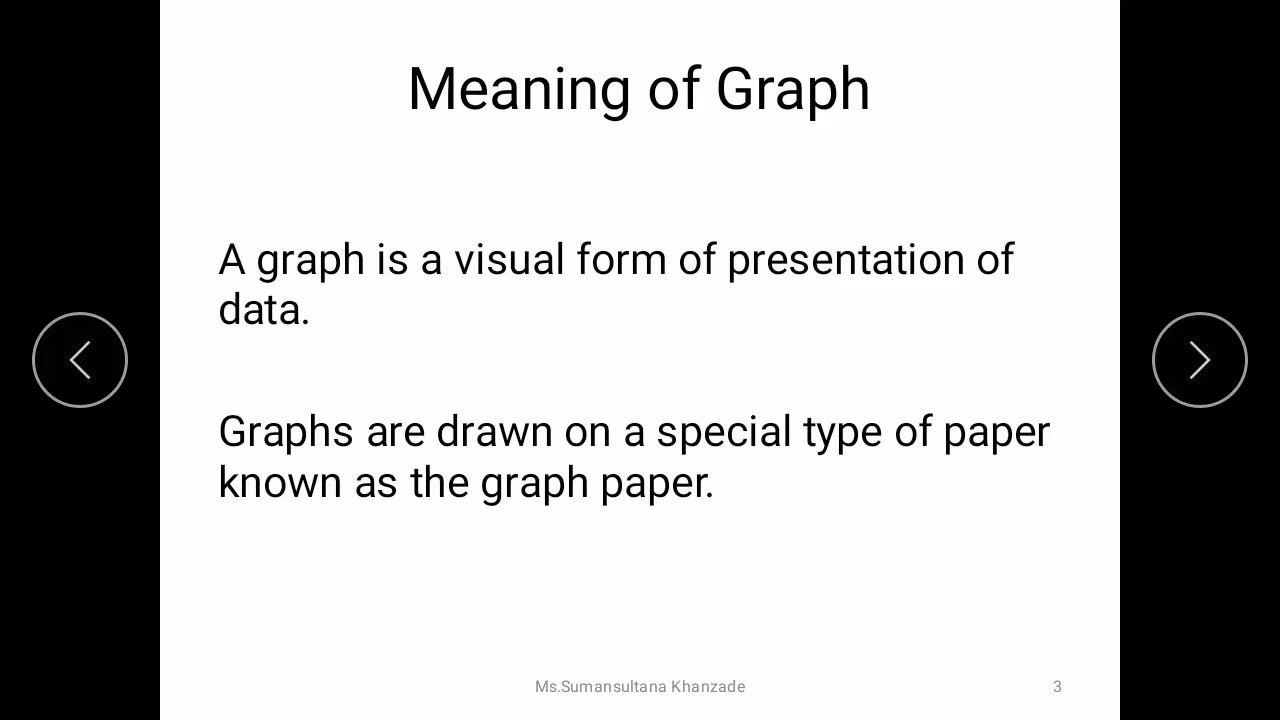 Meaning of Graph
A graph is a visual form of presentation of
data.
Graphs are drawn on a special type of paper
known as the graph paper.
Ms.Sumansultana Khanzade
3